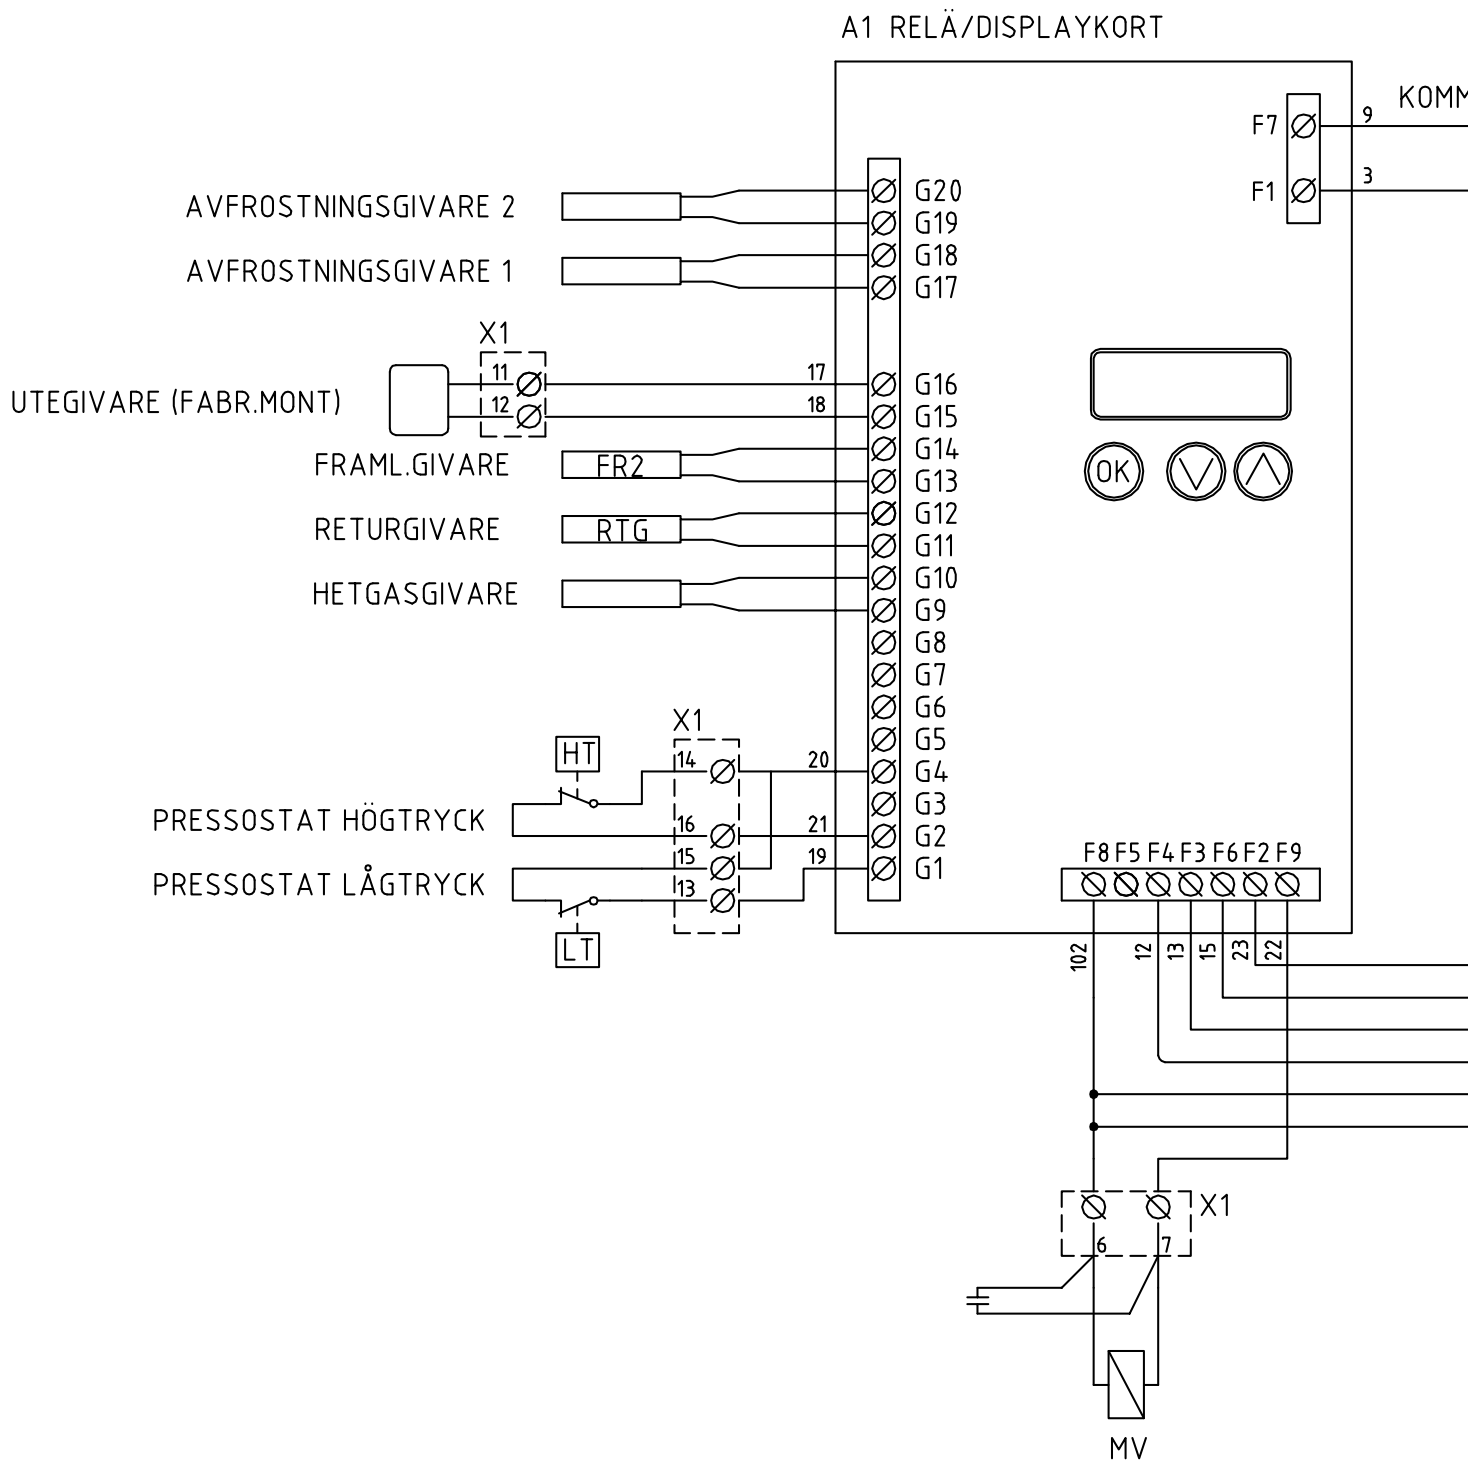 A1 RELÄ/DISPLAYKORT
KOMM
F7 9
F1 3
AVFROSTNINGSGIVARE 2
G20
G19
AVFROSTNINGSGIVARE 1
G18
G17
X1
UTEGIVARE (FABR.MONT)
11 17 G16
12 18 G15
FRAML.GIVARE FR2 G14
G13
OK
RETURGIVARE RTG G12
G11
HETGASGIVARE G10
G9
G8
G7
G6
X1
G5
HT 14 20 G4
G3
PRESSOSTAT HÖGTRYCK 16 21 G2
15 19 G1
PRESSOSTAT LÅGTRYCK 13
LT
F8 F5 F4 F3 F6 F2 F9
102 12 13 15 23 22
X1
6 7
MV